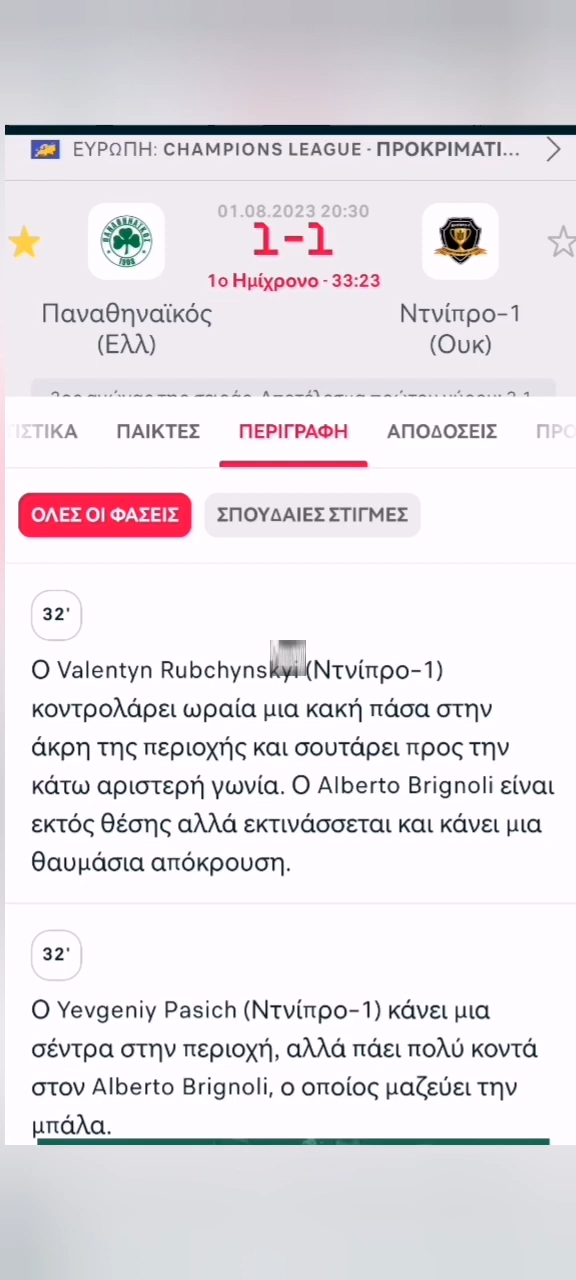 ΕΥΡΩΠΗ: CHAMPIONS LEAGUE - ΠΡΟΚΡΙΜΑΤΙ...
01.08.2023 20:30
1-1
1ο Ημίχρονο - 33:23
Παναθηναϊκός
(Ελλ)
Ντνίπρο-1
(Ουκ)
ΙΣΤΙΚΑ ΠΑΙΚΤΕΣ ΠΕΡΙΓΡΑΦΗ ΑΠΟΔΟΣΕΙΣ ΠΡΟ
ΟΛΕΣ ΟΙ ΦΑΣΕΙΣ ΣΠΟΥΔΑΙΕΣ ΣΤΙΓΜΕΣ
32'
Ο Valentyn Rubchynskyi (Ντνίπρο-1)
κοντρολάρει ωραία μια κακή πάσα στην
άκρη της περιοχής και σουτάρει προς την
κάτω αριστερή γωνία. Ο Alberto Brignoli είναι
εκτός θέσης αλλά εκτινάσσεται και κάνει μια
θαυμάσια απόκρουση.
32'
Ο Yevgeniy Pasich (Ντνίπρο-1) κάνει μια
σέντρα στην περιοχή, αλλά πάει πολύ κοντά
στον Alberto Brignoli, ο οποίος μαζεύει την
μπάλα.